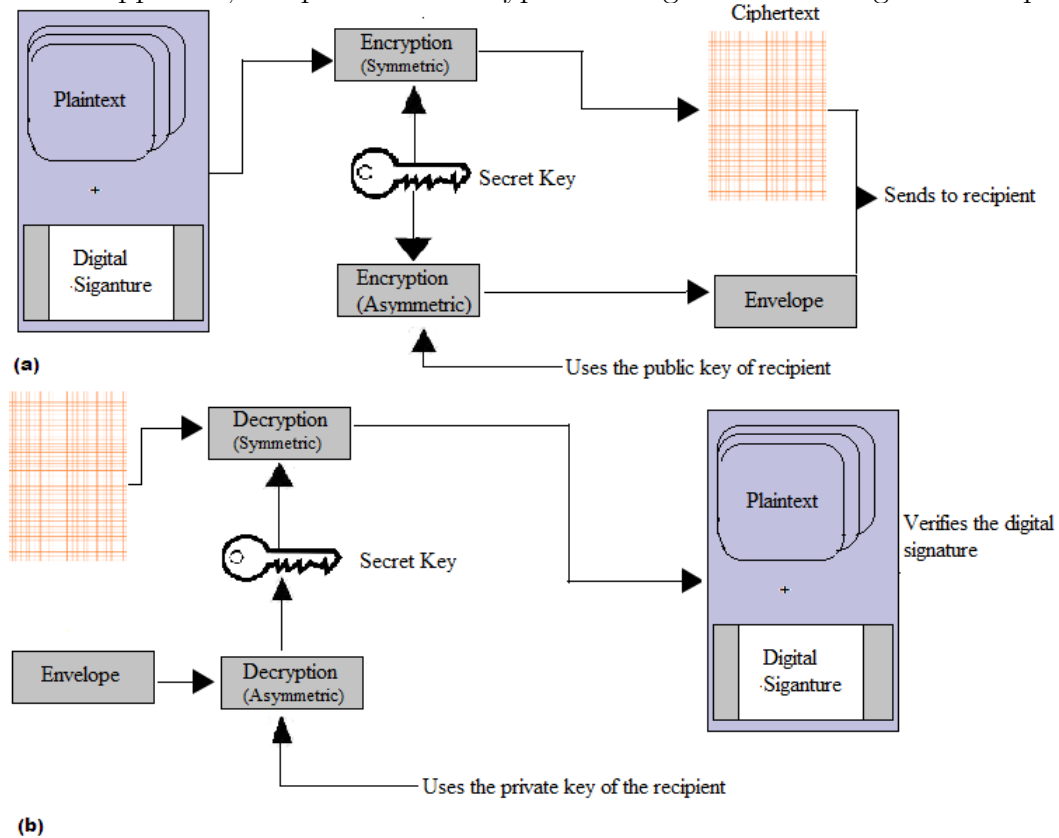 Ciphertext
Encryption
(Symmetric)
Plaintext
Secret Key
+
Sends to recipient
Digital
Siganture
Encryption
(Asymmetric)
Envelope
(a)
Uses the public key of recipient
Decryption
(Symmetric)
Plaintext
Verifies the digital
signature
Secret Key
+
Envelope
Decryption
(Asymmetric)
Digital
Siganture
Uses the private key of the recipient
(b)